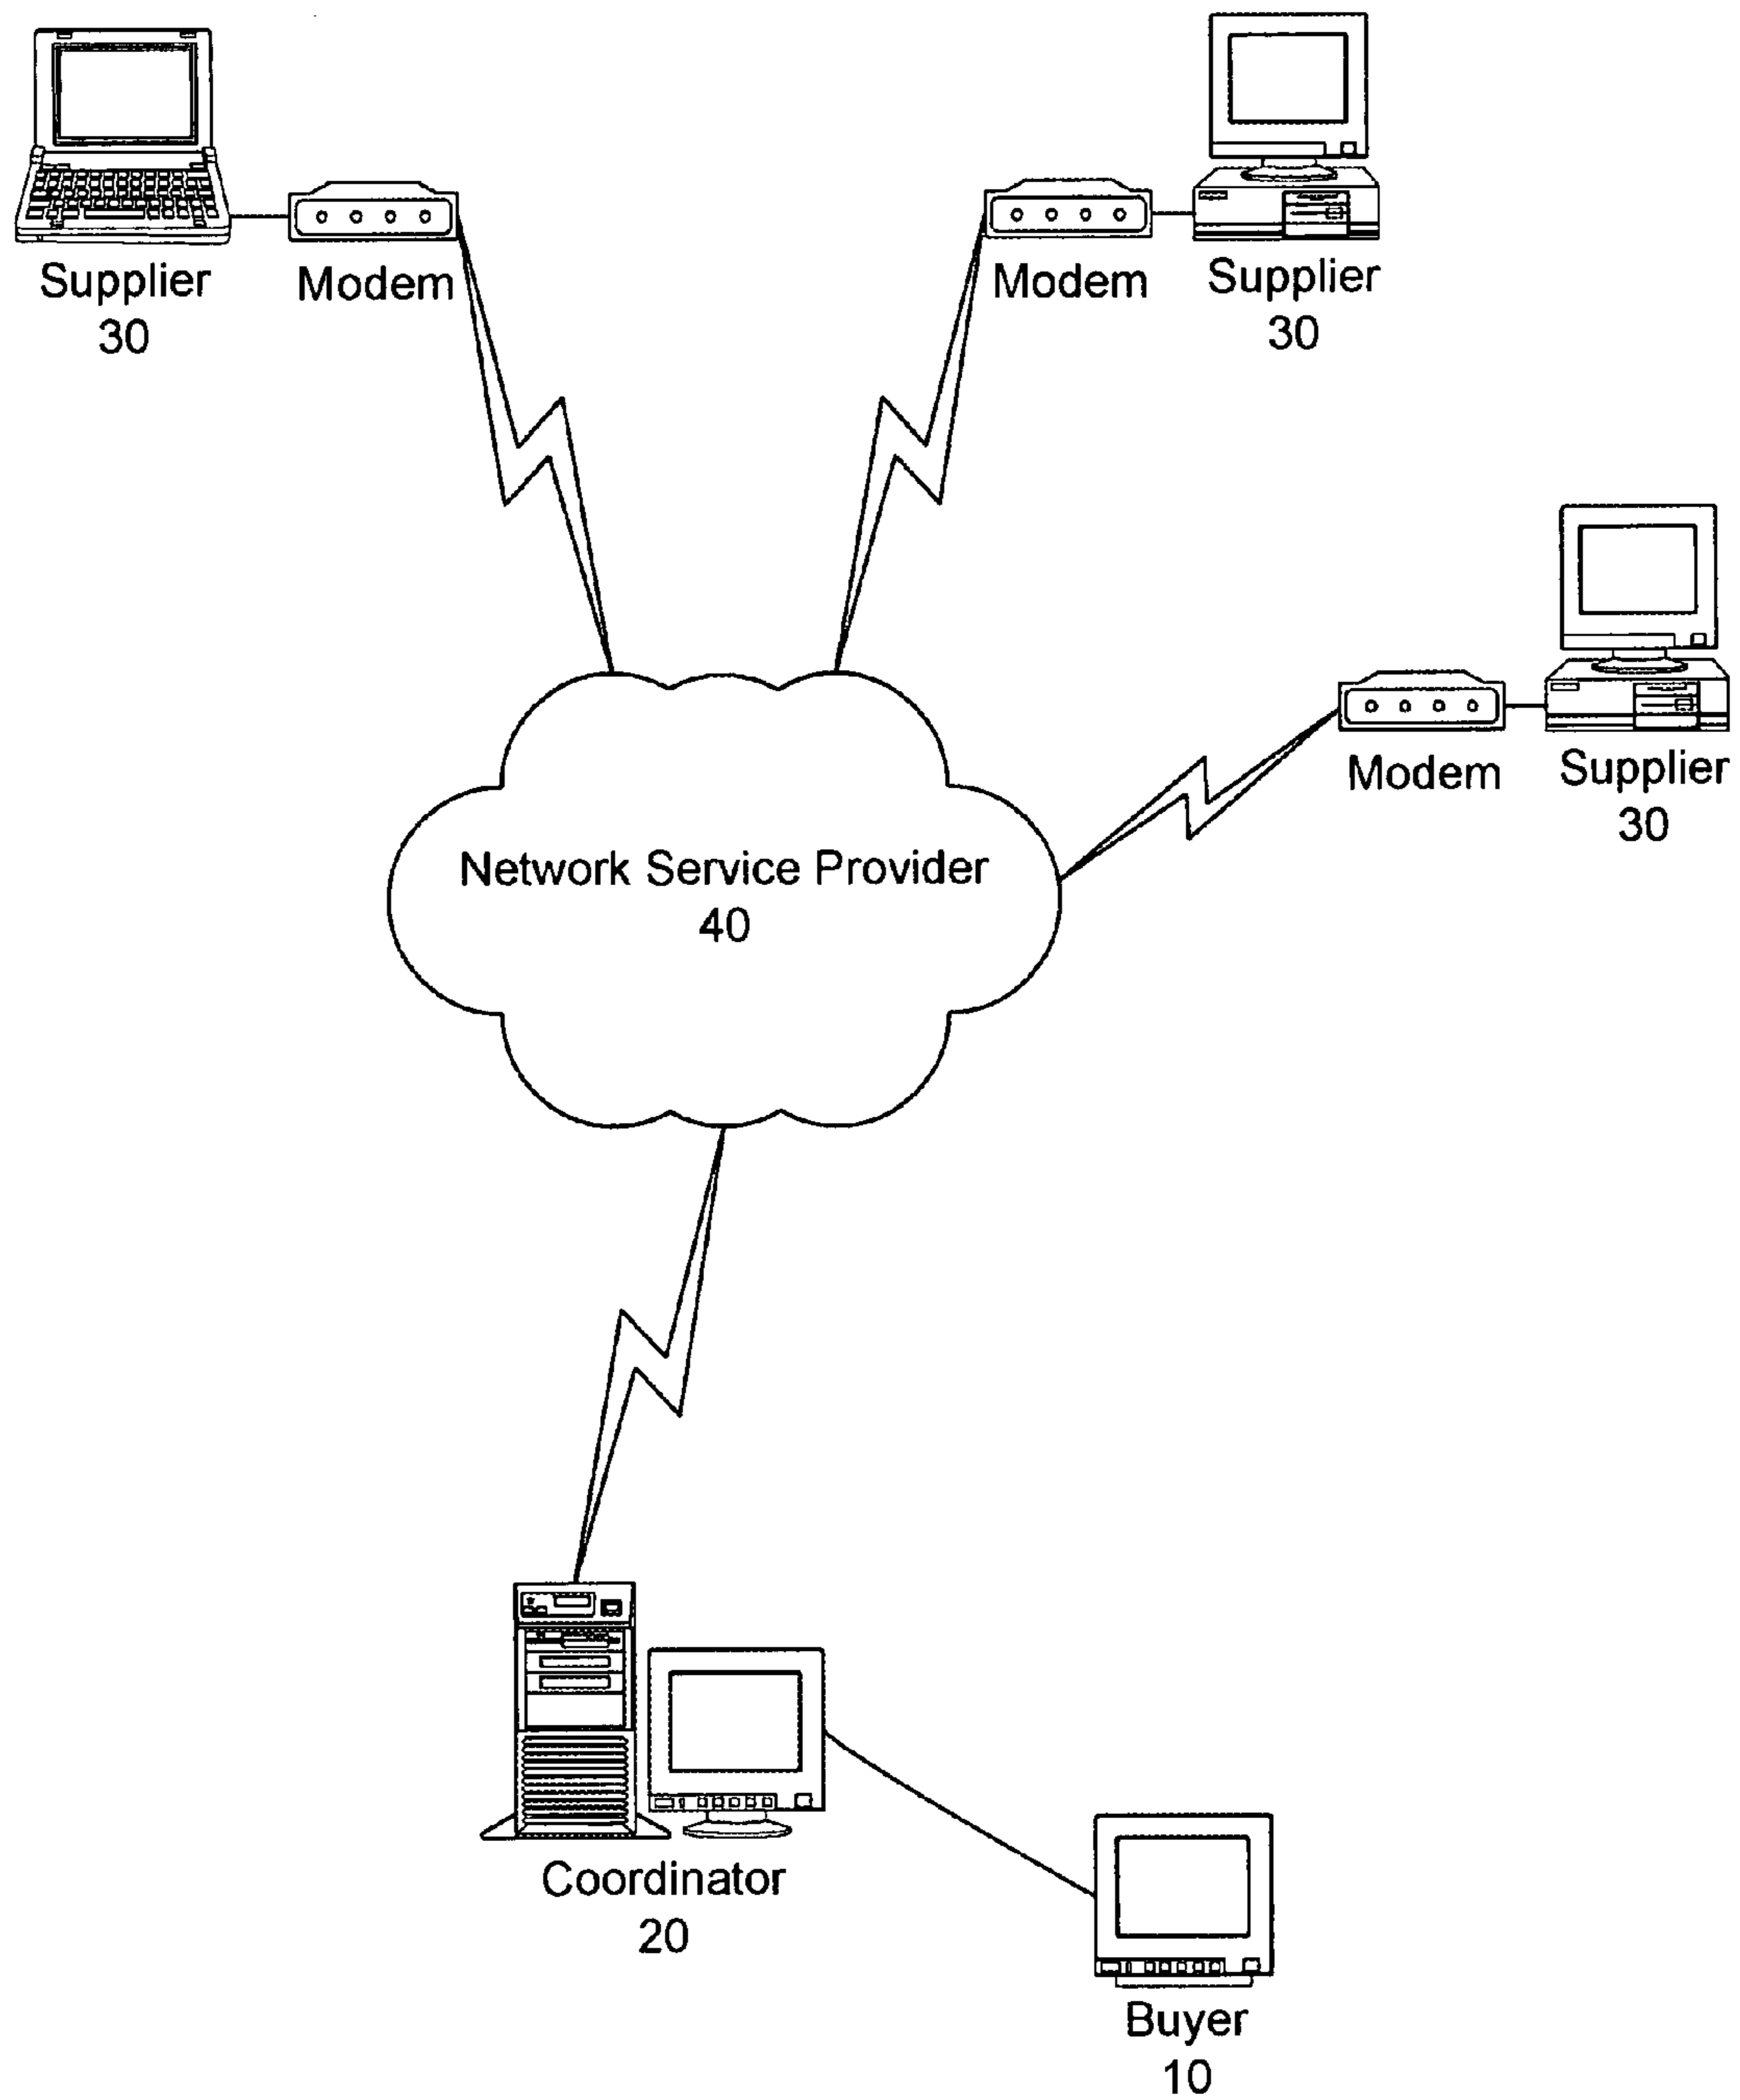 Supplier
30
Modem
Modem
Supplier
30
Modem
Supplier
30
Network Service Provider
40
Coordinator
20
Buyer
10